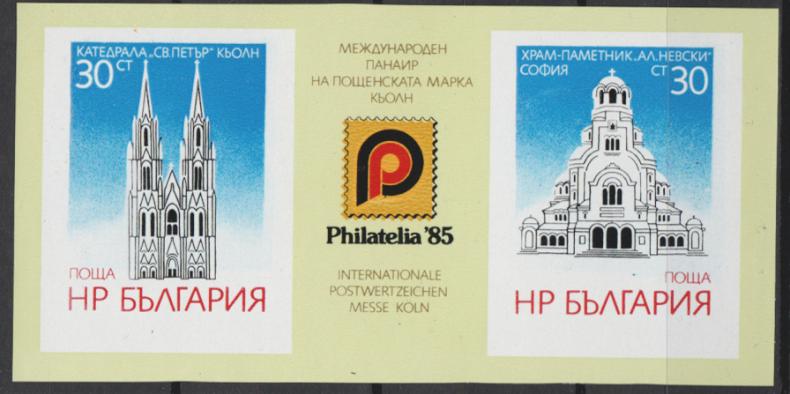 КАТЕДРАЛА „СВ.ПЕТЪР" КЬОЛН
30 СТ
ПОЩА
НР БЪЛГАРИЯ
МЕЖДУНАРОДЕН
ПАНАИР
НА ПОЩЕНСКАТА МАРКА
КЬОЛН
P
Philatelia '85
INTERNATIONALE
POSTWERTZEICHEN
MESSE KÖLN
ХРАМ-ПАМЕТНИК „АЛ.НЕВСКИ"
СОФИЯ СТ 30
ПОЩА
НР БЪЛГАРИЯ